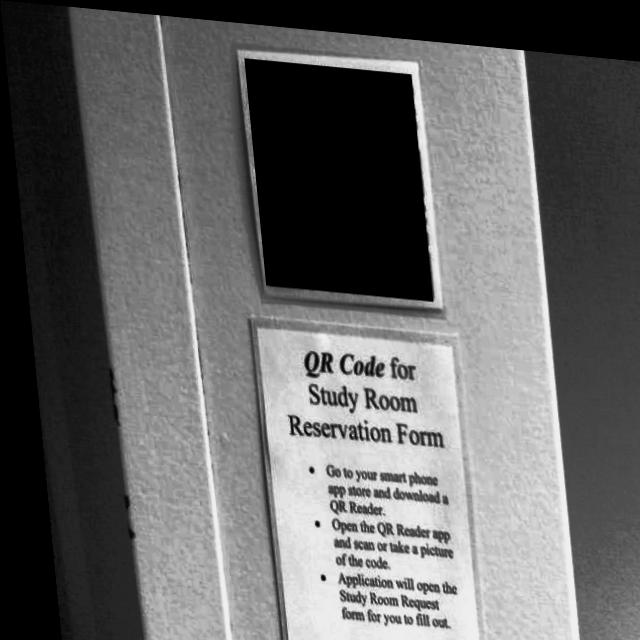 QR Code for
Study Room
Reservation Form
• Go to your smart phone
app store and download a
QR Reader.
• Open the QR Reader app
and scan or take a picture
of the code.
• Application will open the
Study Room Request
form for you to fill out.